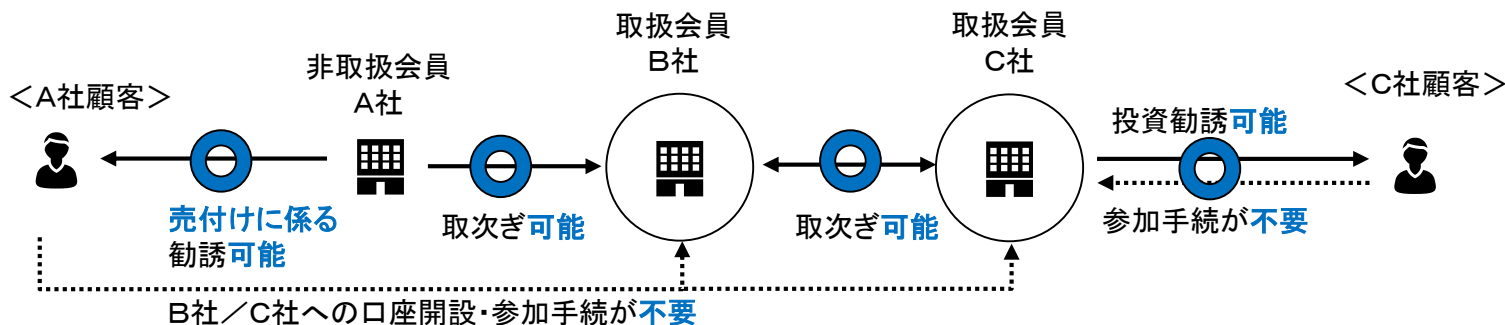 <A社顧客>
非取扱会員
A社
取扱会員
B社
取扱会員
C社
<C社顧客>
投資勧誘可能
売付けに係る
勧誘可能
取次ぎ可能
取次ぎ可能
参加手続が不要
B社/C社への口座開設・参加手続が不要